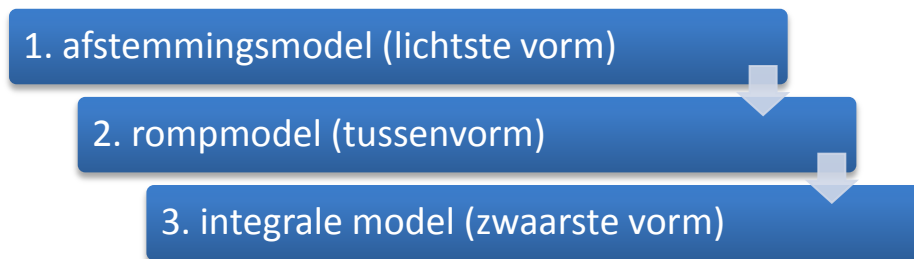 1. afstemmingsmodel (lichtste vorm)
2. rompmodel (tussenvorm)
3. integrale model (zwaarste vorm)